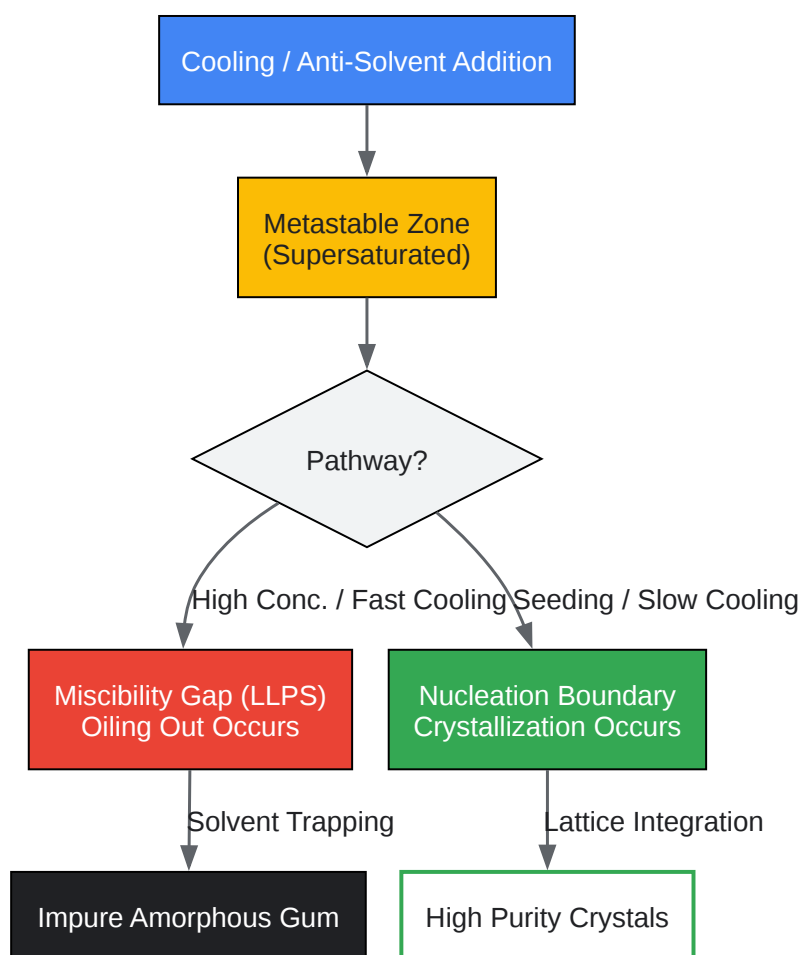 Cooling / Anti-Solvent Addition
Metastable Zone
(Supersaturated)
Pathway?
High Conc. / Fast Cooling
Seeding / Slow Cooling
Miscibility Gap (LLPS)
Oiling Out Occurs
Nucleation Boundary
Crystallization Occurs
Solvent Trapping
Lattice Integration
Impure Amorphous Gum
High Purity Crystals